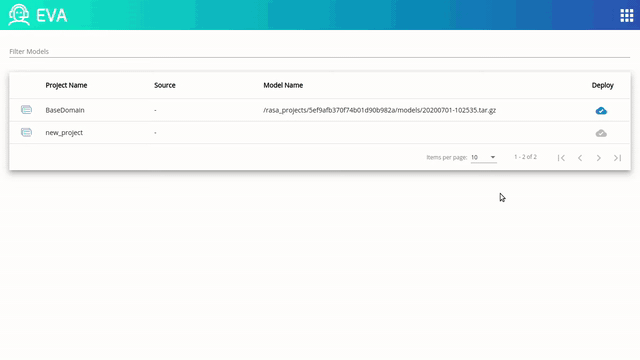 EVA
Filter Models
Project Name Source Model Name Deploy
BaseDomain - /rasa_projects/5ef9afb370f74b01d90b982a/models/20200701-102535.tar.gz
new_project -
Items per page: 10 1 - 2 of 2